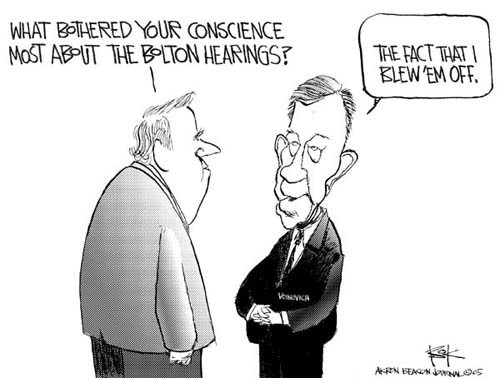 WHAT BOTHERED YOUR CONSCIENCE
MOST ABOUT THE BOLTON HEARINGS?
THE FACT THAT I
BLEW 'EM OFF.
VOINOVICH
BOK
AKRON BEACON JOURNAL ©05